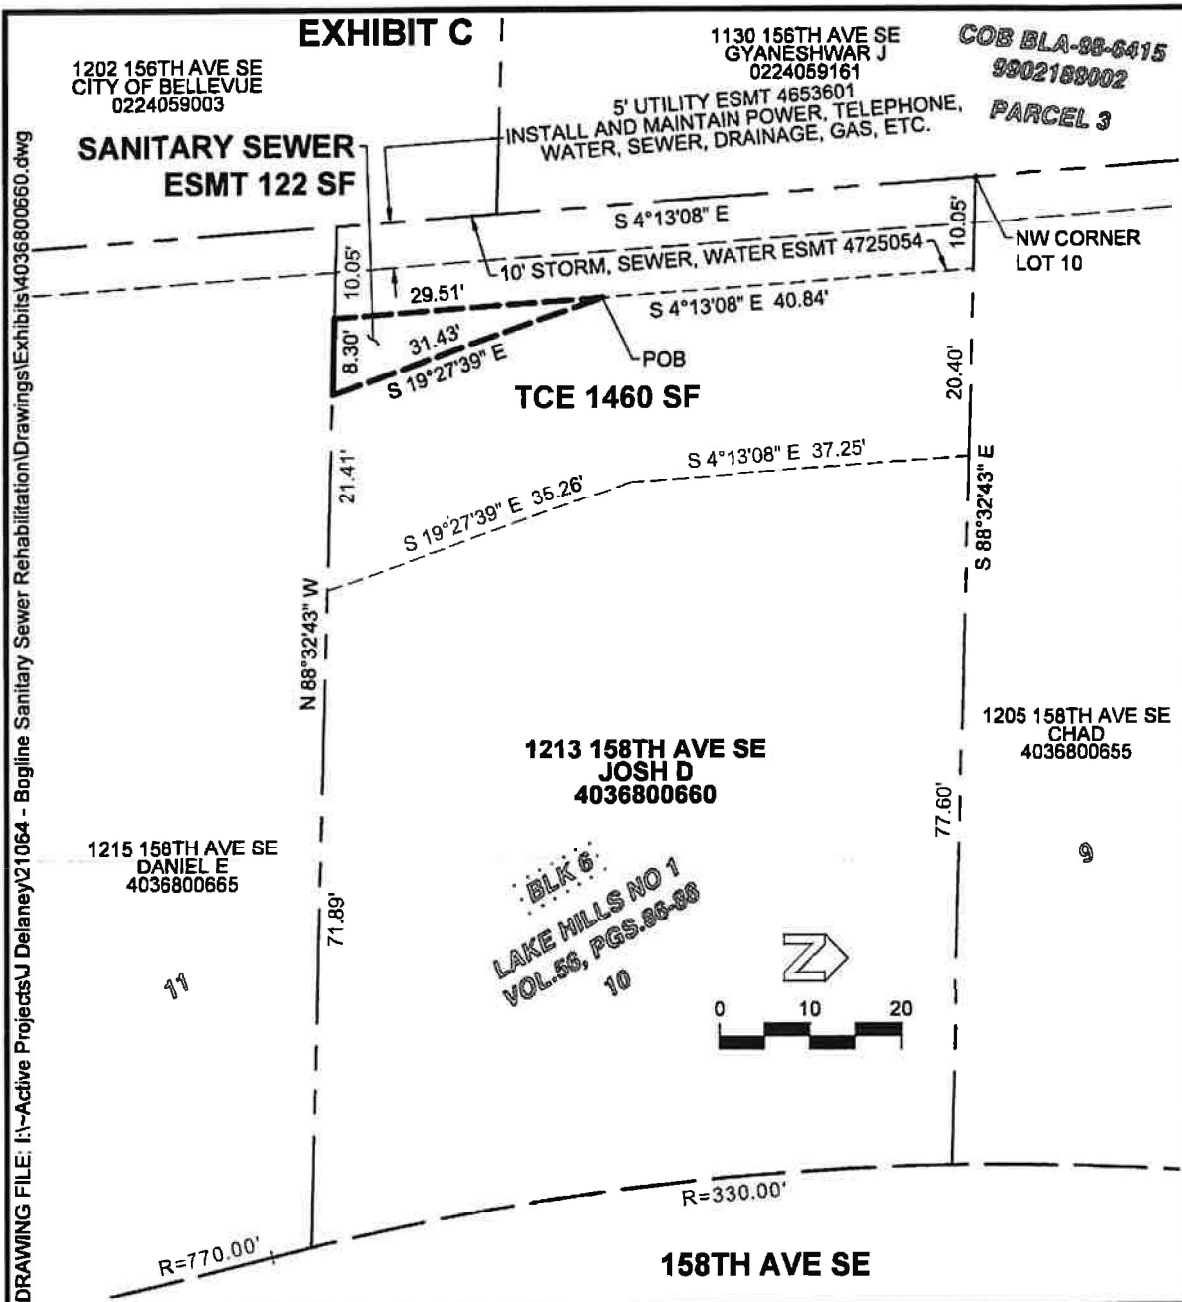 EXHIBIT C
1202 156TH AVE SE
CITY OF BELLEVUE
0224059003
1130 156TH AVE SE
GYANESHWAR J
0224059161
COB BLA-98-6415
9902189002
PARCEL 3
5' UTILITY ESMT 4653601
INSTALL AND MAINTAIN POWER, TELEPHONE,
WATER, SEWER, DRAINAGE, GAS, ETC.
SANITARY SEWER
ESMT 122 SF
S 4°13'08" E
10.05'
NW CORNER
LOT 10
10' STORM, SEWER, WATER ESMT 4725054
10.05'
29.51'
S 4°13'08" E 40.84'
8.30'
31.43'
S 19°27'39" E
POB
TCE 1460 SF
20.40'
21.41'
S 4°13'08" E 37.25'
S 19°27'39" E 35.26'
S 88°32'43" E
N 88°32'43" W
1213 158TH AVE SE
JOSH D
4036800660
1205 158TH AVE SE
CHAD
4036800655
77.60'
1215 158TH AVE SE
DANIEL E
4036800665
71.89'
9
BLK 6
LAKE HILLS NO 1
VOL.56, PGS.86-88
10
11
N
0 10 20
R=330.00'
R=770.00'
158TH AVE SE
DRAWING FILE: I:\~Active Projects\J Delaney\21064 - Bogline Sanitary Sewer Rehabilitation\Drawings\Exhibits\4036800660.dwg